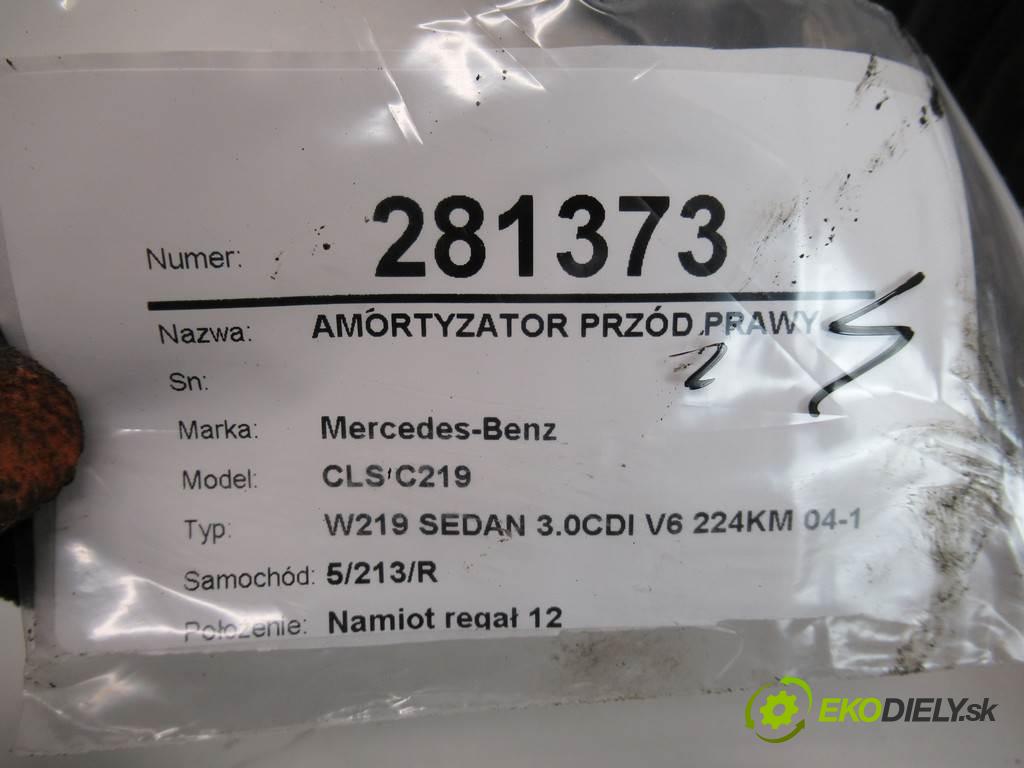 Numer: 281373
Nazwa: AMORTYZATOR PRZÓD PRAWY
2
Sn:
Marka: Mercedes-Benz
Model: CLS C219
Typ: W219 SEDAN 3.0CDI V6 224KM 04-1
Samochód: 5/213/R
Położenie: Namiot regał 12
EKODIELY.sk